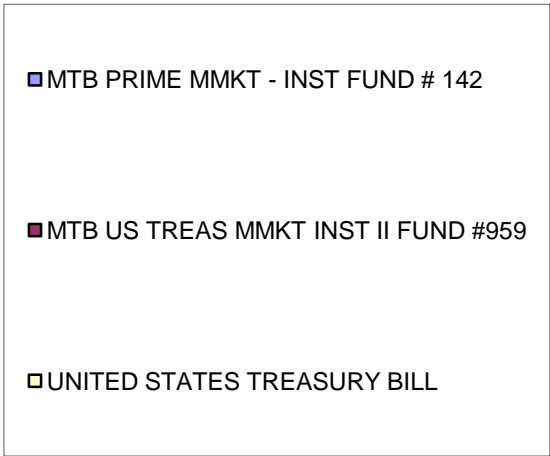 MTB PRIME MMKT - INST FUND # 142
MTB US TREAS MMKT INST II FUND #959
UNITED STATES TREASURY BILL